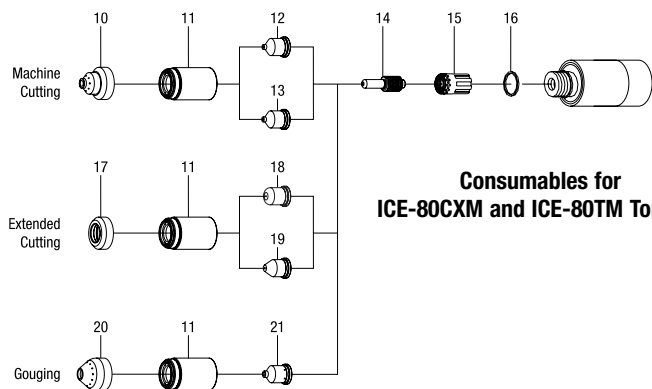 10 11 12 14 15 16
Machine
Cutting
13
17 11 18
Extended
Cutting
19
Consumables for
ICE-80CXM and ICE-80TM
20 11 21
Gouging